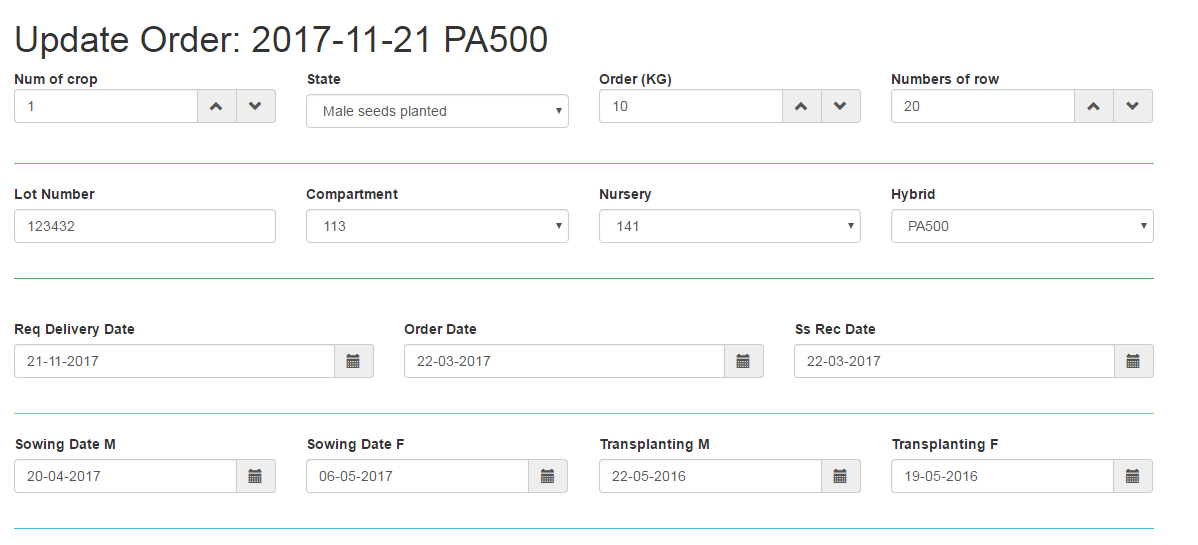 Update Order: 2017-11-21 PA500
Num of crop State Order (KG) Numbers of row
1 Male seeds planted 10 20
Lot Number Compartment Nursery Hybrid
123432 113 141 PA500
Req Delivery Date Order Date Ss Rec Date
21-11-2017 22-03-2017 22-03-2017
Sowing Date M Sowing Date F Transplanting M Transplanting F
20-04-2017 06-05-2017 22-05-2016 19-05-2016